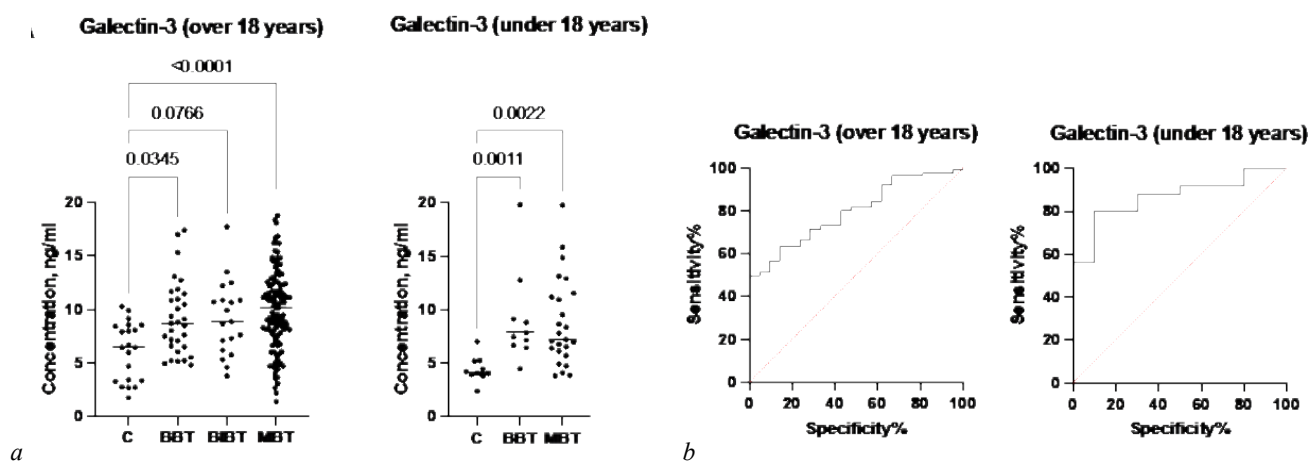 Galectin-3 (over 18 years)
<0.0001
0.0766
0.0345
20
15
10
5
0
Concentration, ng/ml
C BBT BIBT MBT
Galectin-3 (under 18 years)
0.0022
0.0011
20
15
10
5
0
Concentration, ng/ml
C BBT MBT
a
Galectin-3 (over 18 years)
100
80
60
40
20
0
Sensitivity%
0 20 40 60 80 100
Specificity%
Galectin-3 (under 18 years)
100
80
60
40
20
0
Sensitivity%
0 20 40 60 80 100
Specificity%
b